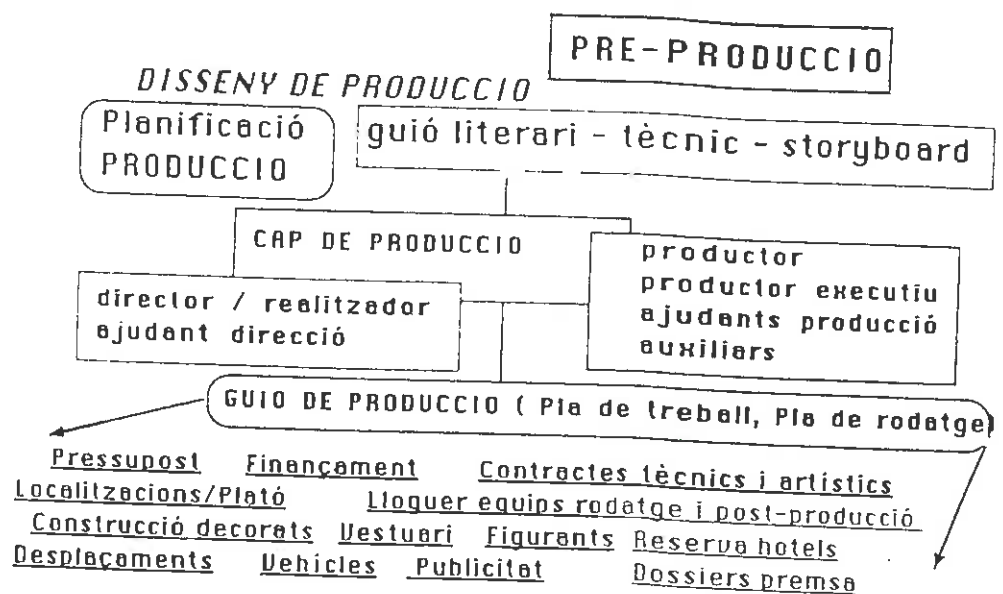 PRE-PRODUCCIO
DISSENY DE PRODUCCIO
Planificació
PRODUCCIO
guió literari - tècnic - storyboard
CAP DE PRODUCCIO
productor
productor executiu
ajudants producció
auxiliars
director / realitzador
ajudant direcció
GUIO DE PRODUCCIO ( Pla de treball, Pla de rodatge)
Pressupost Finançament Contractes tècnics i artístics
Localitzacions/Plató Lloguer equips rodatge i post-producció
Construcció decorats Vestuari Figurants Reserva hotels
Desplaçaments Vehicles Publicitat Dossiers premsa